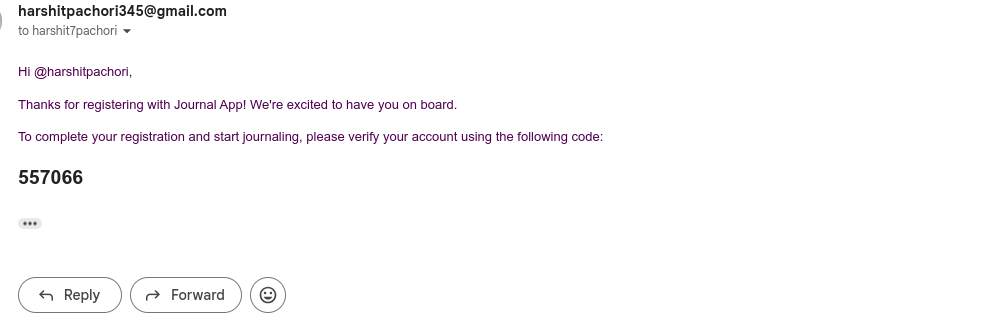 harshitpachori345@gmail.com
to harshit7pachori
Hi @harshitpachori,
Thanks for registering with Journal App! We're excited to have you on board.
To complete your registration and start journaling, please verify your account using the following code:
557066
Reply Forward